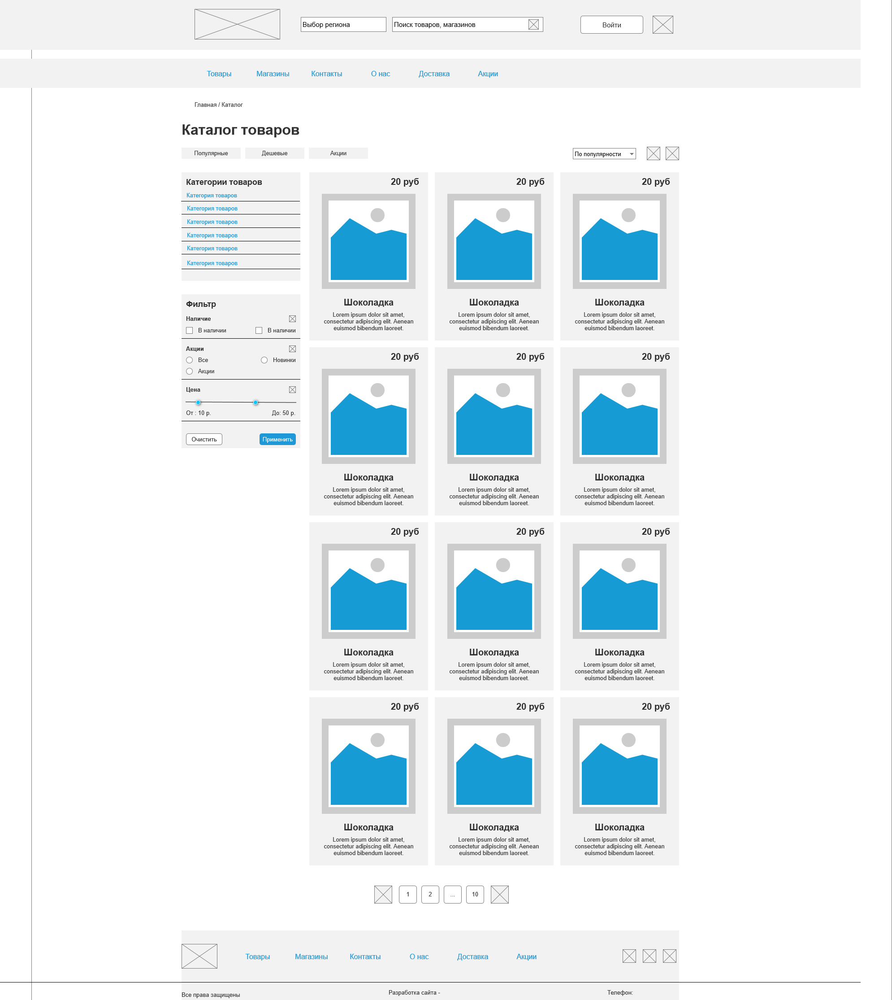 Выбор региона
Поиск товаров, магазинов
Войти
Товары
Магазины
Контакты
О нас
Доставка
Акции
Главная / Каталог
Каталог товаров
Популярные
Дешевые
Акции
По популярности
Категории товаров
Категория товаров
Категория товаров
Категория товаров
Категория товаров
Категория товаров
Категория товаров
Фильтр
Наличие
В наличии
В наличии
Акции
Все
Новинки
Акции
Цена
От : 10 р.
До: 50 р.
Очистить
Применить
20 руб
Шоколадка
Lorem ipsum dolor sit amet,
consectetur adipiscing elit. Aenean
euismod bibendum laoreet.
20 руб
Шоколадка
Lorem ipsum dolor sit amet,
consectetur adipiscing elit. Aenean
euismod bibendum laoreet.
20 руб
Шоколадка
Lorem ipsum dolor sit amet,
consectetur adipiscing elit. Aenean
euismod bibendum laoreet.
20 руб
Шоколадка
Lorem ipsum dolor sit amet,
consectetur adipiscing elit. Aenean
euismod bibendum laoreet.
20 руб
Шоколадка
Lorem ipsum dolor sit amet,
consectetur adipiscing elit. Aenean
euismod bibendum laoreet.
20 руб
Шоколадка
Lorem ipsum dolor sit amet,
consectetur adipiscing elit. Aenean
euismod bibendum laoreet.
20 руб
Шоколадка
Lorem ipsum dolor sit amet,
consectetur adipiscing elit. Aenean
euismod bibendum laoreet.
20 руб
Шоколадка
Lorem ipsum dolor sit amet,
consectetur adipiscing elit. Aenean
euismod bibendum laoreet.
20 руб
Шоколадка
Lorem ipsum dolor sit amet,
consectetur adipiscing elit. Aenean
euismod bibendum laoreet.
20 руб
Шоколадка
Lorem ipsum dolor sit amet,
consectetur adipiscing elit. Aenean
euismod bibendum laoreet.
20 руб
Шоколадка
Lorem ipsum dolor sit amet,
consectetur adipiscing elit. Aenean
euismod bibendum laoreet.
20 руб
Шоколадка
Lorem ipsum dolor sit amet,
consectetur adipiscing elit. Aenean
euismod bibendum laoreet.
1
2
...
10
Товары
Магазины
Контакты
О нас
Доставка
Акции
Все права защищены
Разработка сайта -
Телефон: